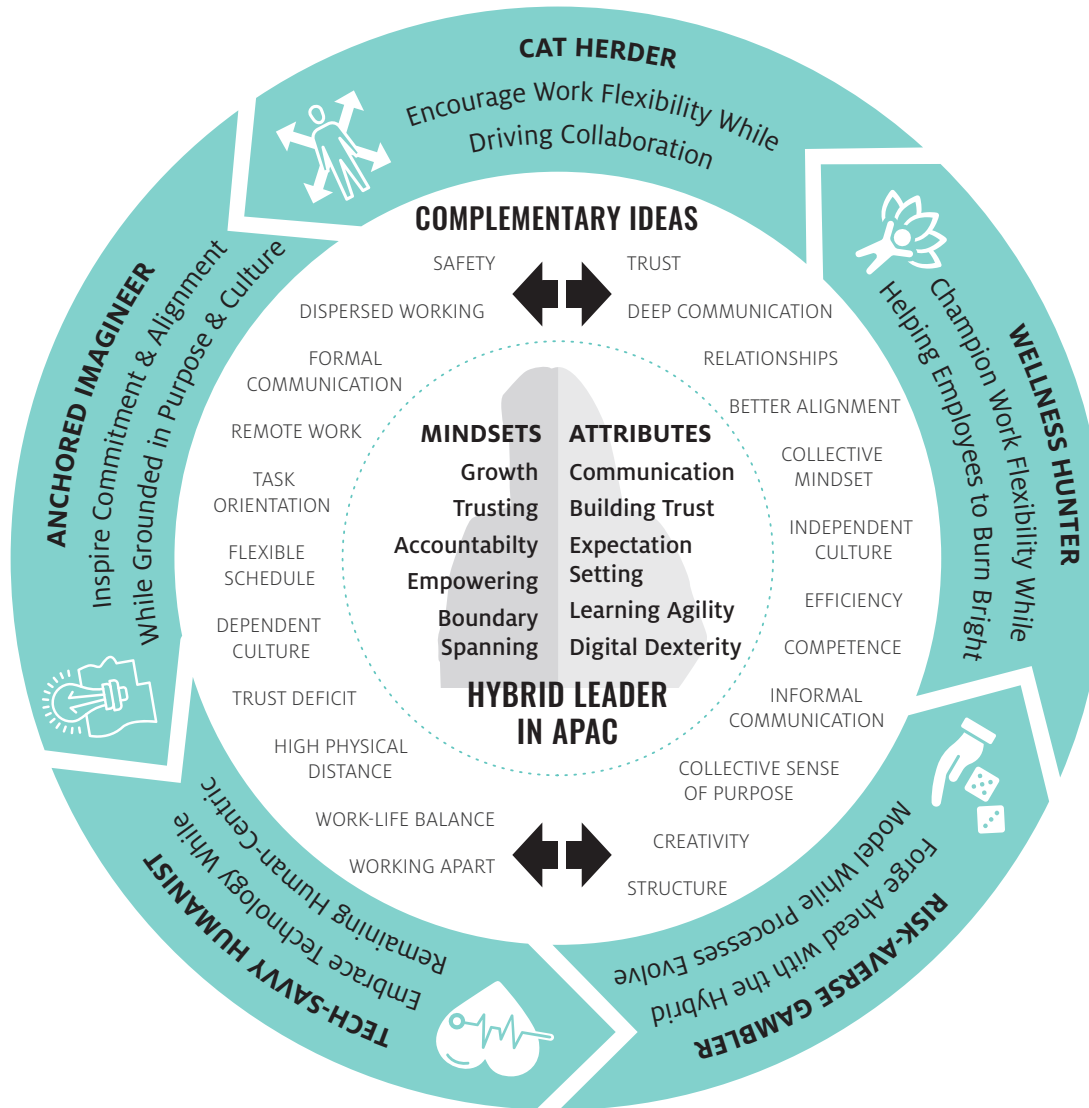 CAT HERDER
Encourage Work Flexibility While
Driving Collaboration
WELLNESS HUNTER
Champion Work Flexibility While
Helping Employees to Burn Bright
RISK-AVERSE GAMBLER
Forge Ahead with the Hybrid
Model While Processes Evolve
TECH-SAVVY HUMANIST
Embrace Technology While
Remaining Human-Centric
ANCHORED IMAGINEER
Inspire Commitment & Alignment
While Grounded in Purpose & Culture
COMPLEMENTARY IDEAS
SAFETY
DISPERSED WORKING
FORMAL
COMMUNICATION
REMOTE WORK
TASK
ORIENTATION
FLEXIBLE
SCHEDULE
DEPENDENT
CULTURE
TRUST DEFICIT
HIGH PHYSICAL
DISTANCE
WORK-LIFE BALANCE
WORKING APART
TRUST
DEEP COMMUNICATION
RELATIONSHIPS
BETTER ALIGNMENT
COLLECTIVE
MINDSET
INDEPENDENT
CULTURE
EFFICIENCY
COMPETENCE
INFORMAL
COMMUNICATION
COLLECTIVE SENSE
OF PURPOSE
CREATIVITY
STRUCTURE
MINDSETS
Growth
Trusting
Accountabilty
Empowering
Boundary
Spanning
ATTRIBUTES
Communication
Building Trust
Expectation
Setting
Learning Agility
Digital Dexterity
HYBRID LEADER
IN APAC